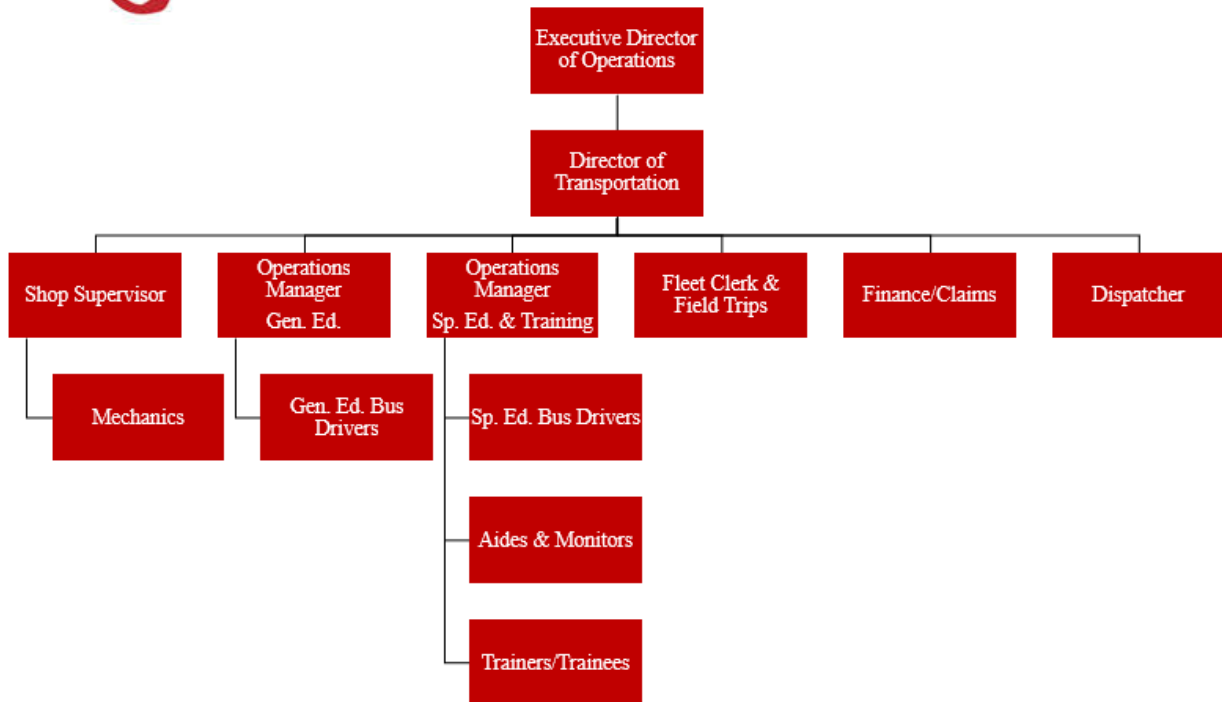 Executive Director
of Operations
Director of
Transportation
Shop Supervisor
Operations
Manager
Gen. Ed.
Operations
Manager
Sp. Ed. & Training
Fleet Clerk &
Field Trips
Finance/Claims
Dispatcher
Mechanics
Gen. Ed. Bus
Drivers
Sp. Ed. Bus Drivers
Aides & Monitors
Trainers/Trainees